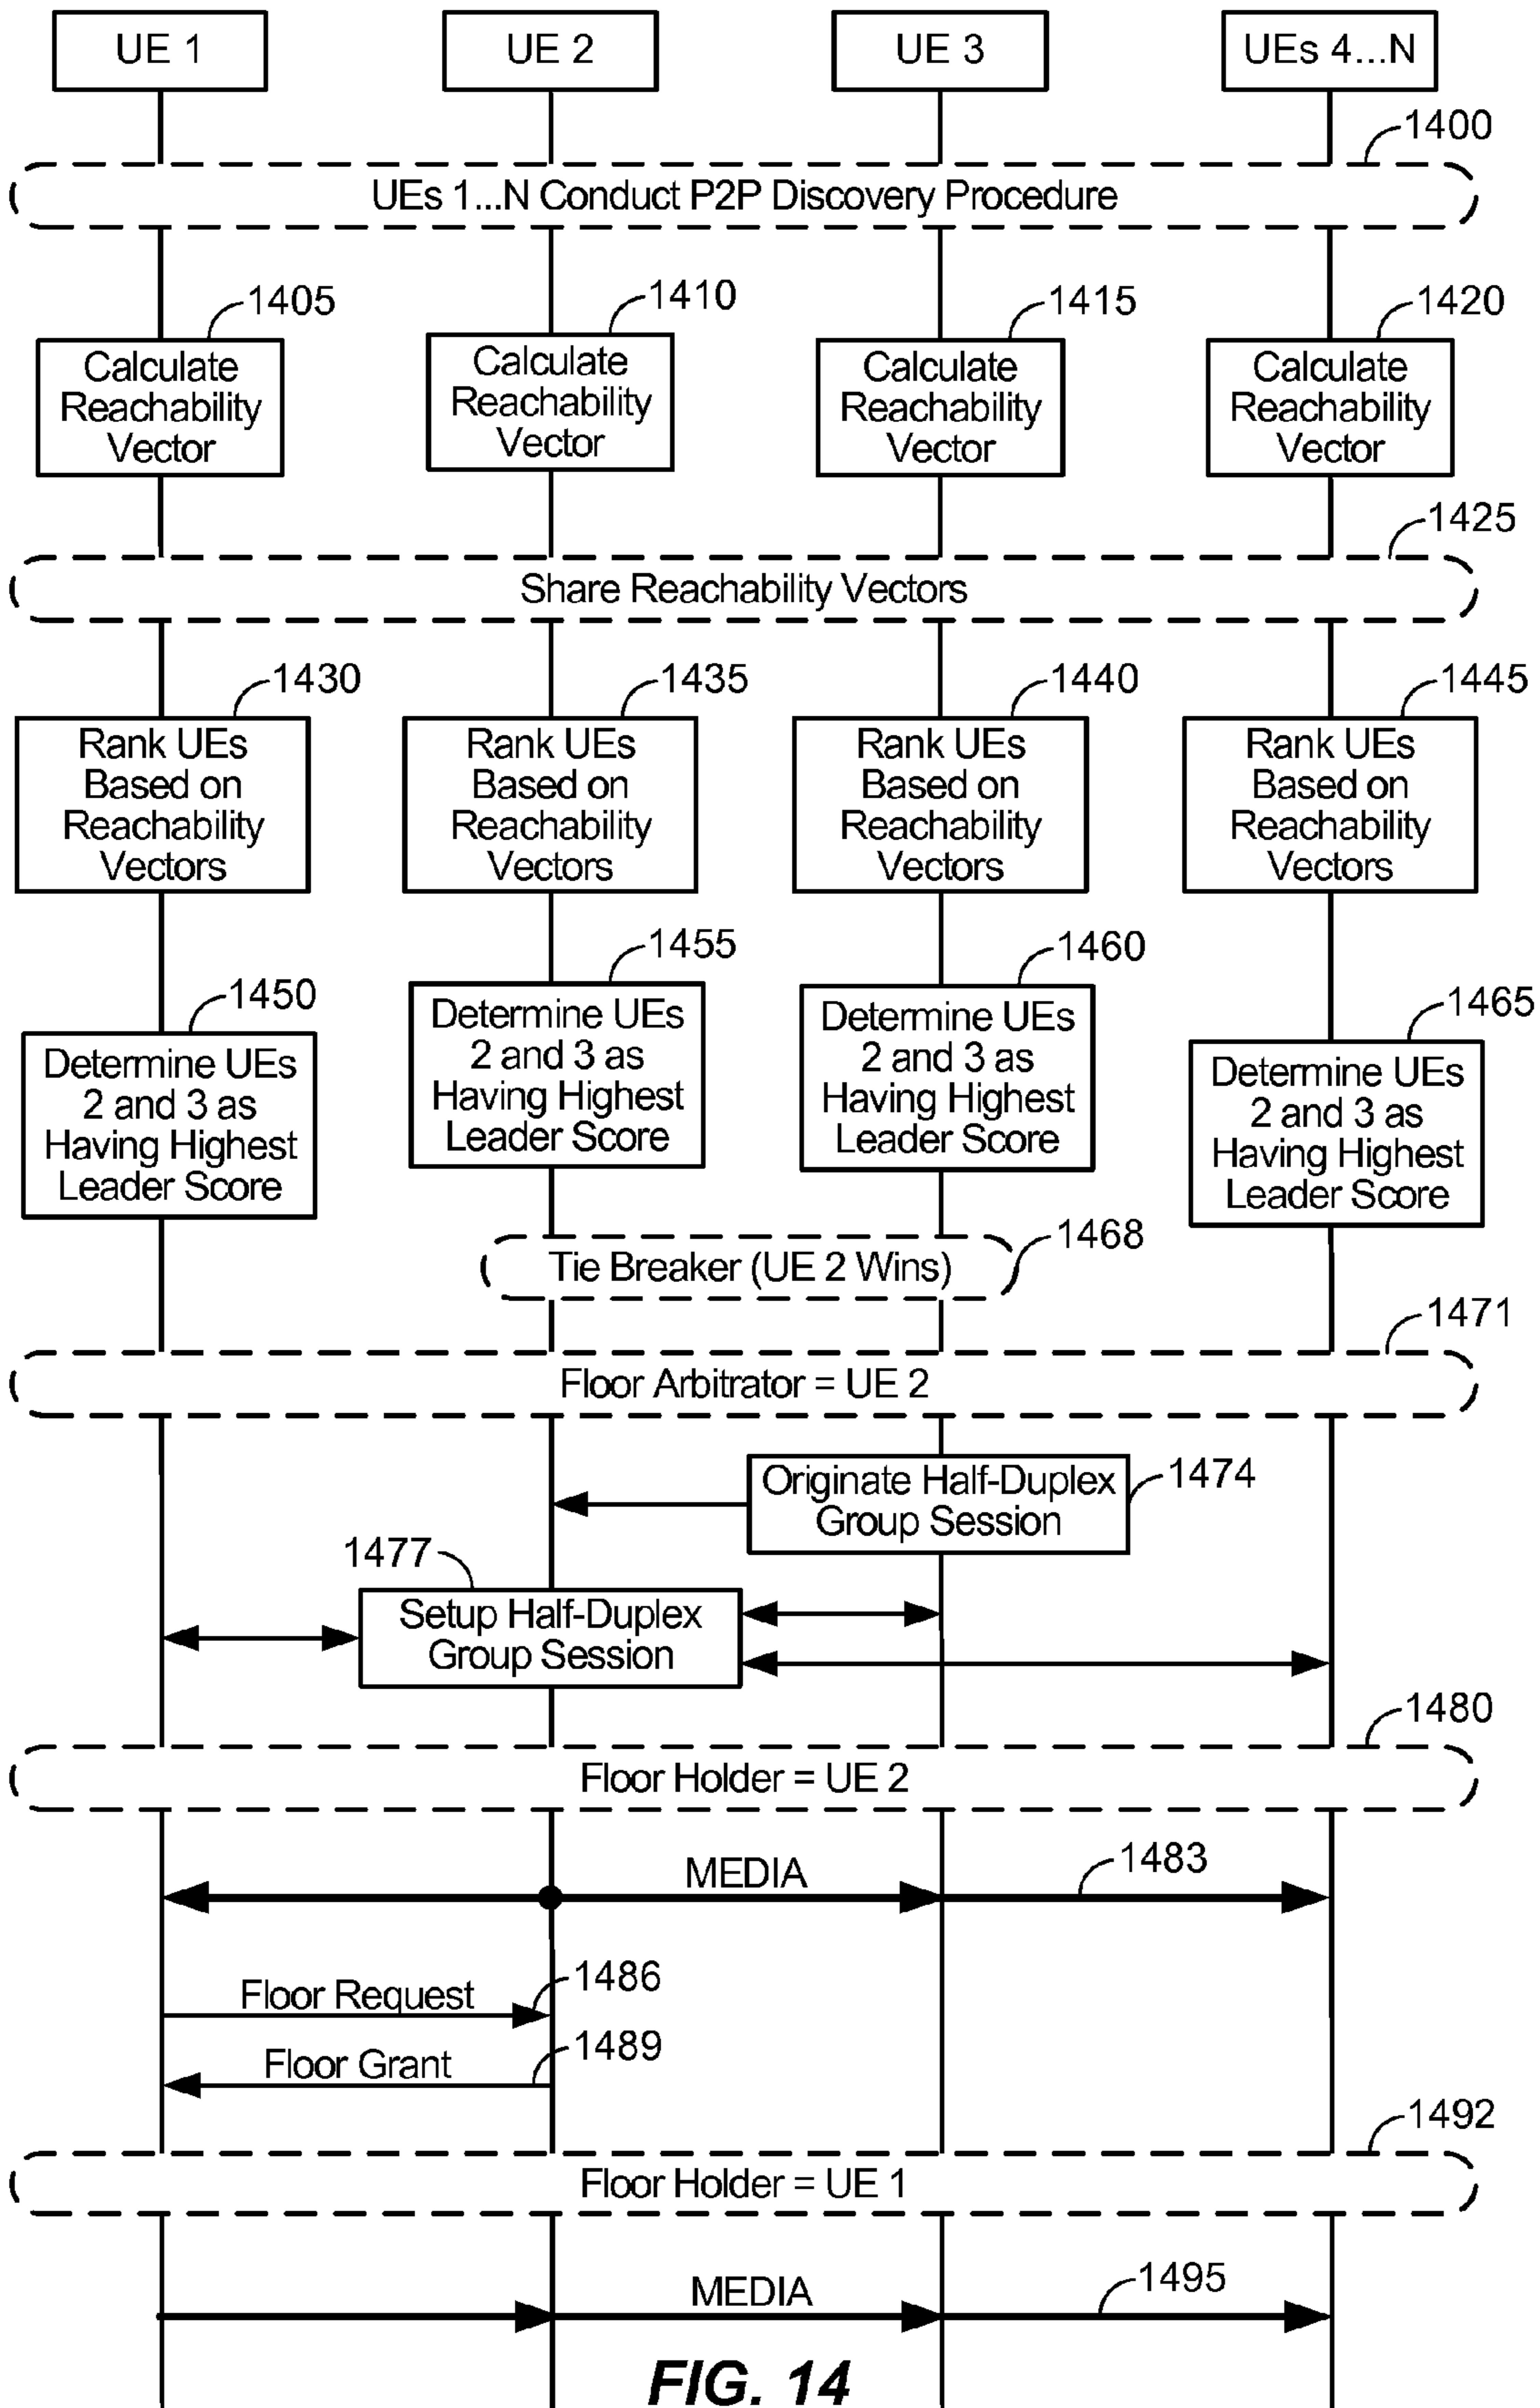 UE 1
UE 2
UE 3
UEs 4...N
1400
UEs 1...N Conduct P2P Discovery Procedure
1405
1410
1415
1420
Calculate
Reachability
Vector
Calculate
Reachability
Vector
Calculate
Reachability
Vector
Calculate
Reachability
Vector
1425
Share Reachability Vectors
1430
1435
1440
1445
Rank UEs
Based on
Reachability
Vectors
Rank UEs
Based on
Reachability
Vectors
Rank UEs
Based on
Reachability
Vectors
Rank UEs
Based on
Reachability
Vectors
1450
1455
1460
1465
Determine UEs
2 and 3 as
Having Highest
Leader Score
Determine UEs
2 and 3 as
Having Highest
Leader Score
Determine UEs
2 and 3 as
Having Highest
Leader Score
Determine UEs
2 and 3 as
Having Highest
Leader Score
1468
Tie Breaker (UE 2 Wins)
1471
Floor Arbitrator = UE 2
Originate Half-Duplex
Group Session
1474
1477
Setup Half-Duplex
Group Session
1480
Floor Holder = UE 2
MEDIA
1483
Floor Request
1486
Floor Grant
1489
1492
Floor Holder = UE 1
MEDIA
1495
FIG. 14